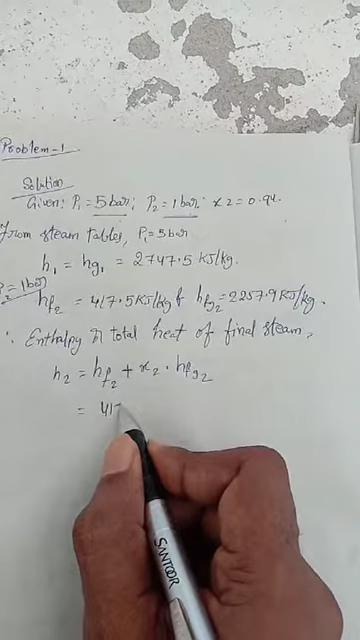 Problem-1
Solution
Given: P₁ = 5 bar; P₂ = 1 bar; x2 = 0.94.
From steam tables, P₁ = 5 bar
h₁ = hg₁ = 2747.5 KJ/kg.
P₂ = 1 bar
hf₂ = 417.5 KJ/kg & hfg₂ = 2257.9 KJ/kg.
∴ Enthalpy or total heat of final steam,
h₂ = hf₂ + x₂ · hfg₂
= 417
SANTOOR